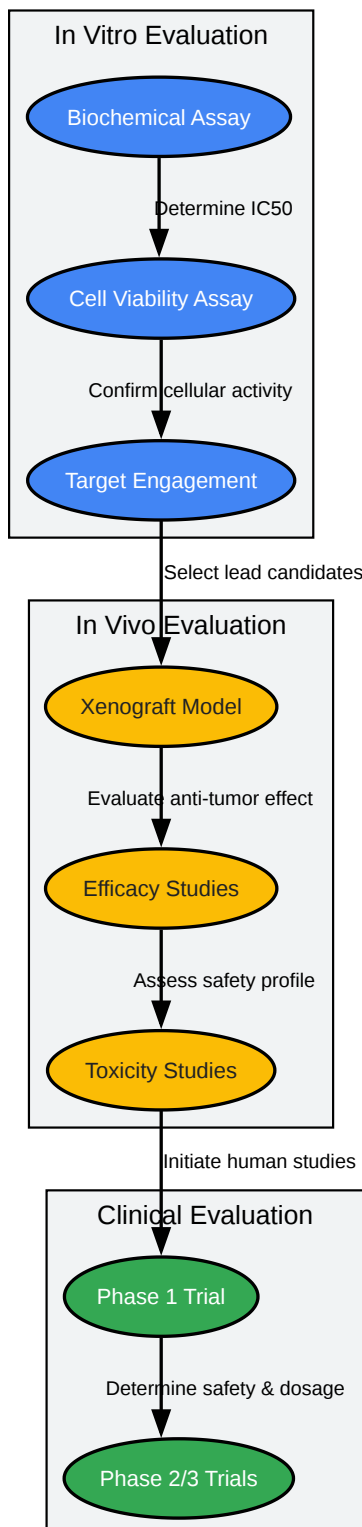 In Vitro Evaluation
Biochemical Assay
Determine IC50
Cell Viability Assay
Confirm cellular activity
Target Engagement
Select lead candidates
In Vivo Evaluation
Xenograft Model
Evaluate anti-tumor effect
Efficacy Studies
Assess safety profile
Toxicity Studies
Initiate human studies
Clinical Evaluation
Phase 1 Trial
Determine safety & dosage
Phase 2/3 Trials